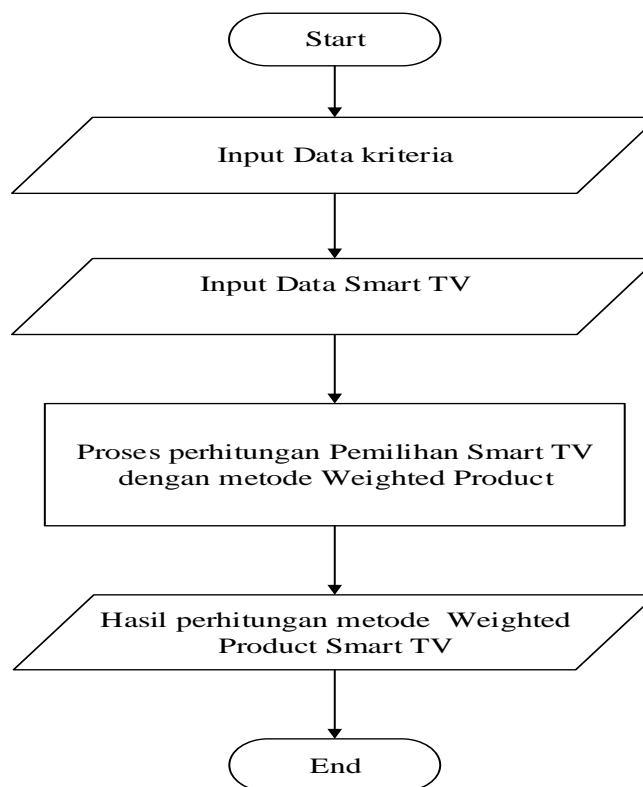 Start
Input Data kriteria
Input Data Smart TV
Proses perhitungan Pemilihan Smart TV
dengan metode Weighted Product
Hasil perhitungan metode Weighted
Product Smart TV
End